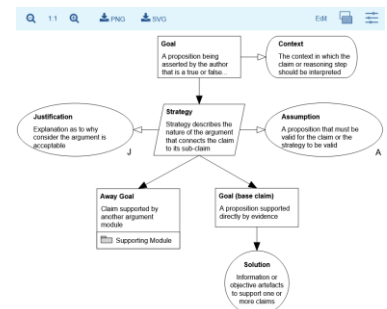 1:1 PNG SVG Edit
Goal
A proposition being
asserted by the author
that is a true or false...
Context
The context in which the
claim or reasoning step
should be interpreted
Justification
Explanation as to why
consider the argument is
acceptable
J
Strategy
Strategy describes the
nature of the argument
that connects the claim
to its sub-claim
Assumption
A proposition that must be
valid for the claim or the
strategy to be valid
A
Away Goal
Claim supported by
another argument
module
Supporting Module
Goal (base claim)
A proposition supported
directly by evidence
Solution
Information or
objective artefacts
to support one or
more claims